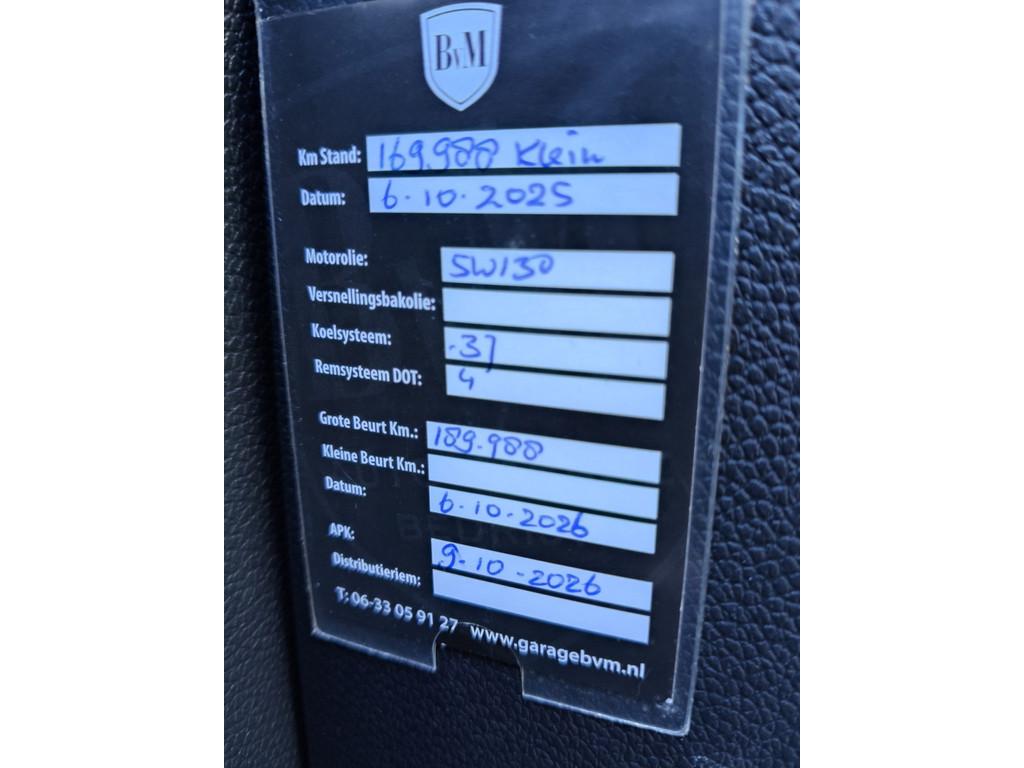 BVM
Km Stand: 169.988 Klein
Datum: 6-10-2025
Motorolie: 5W130
Versnellingsbakolie:
Koelsysteem: -37
Remsysteem DOT: 4
Grote Beurt Km.: 189.988
Kleine Beurt Km.:
Datum: 6-10-2026
APK: 9-10-2026
Distributieriem:
T: 06-33 05 91 27 www.garagebvm.nl